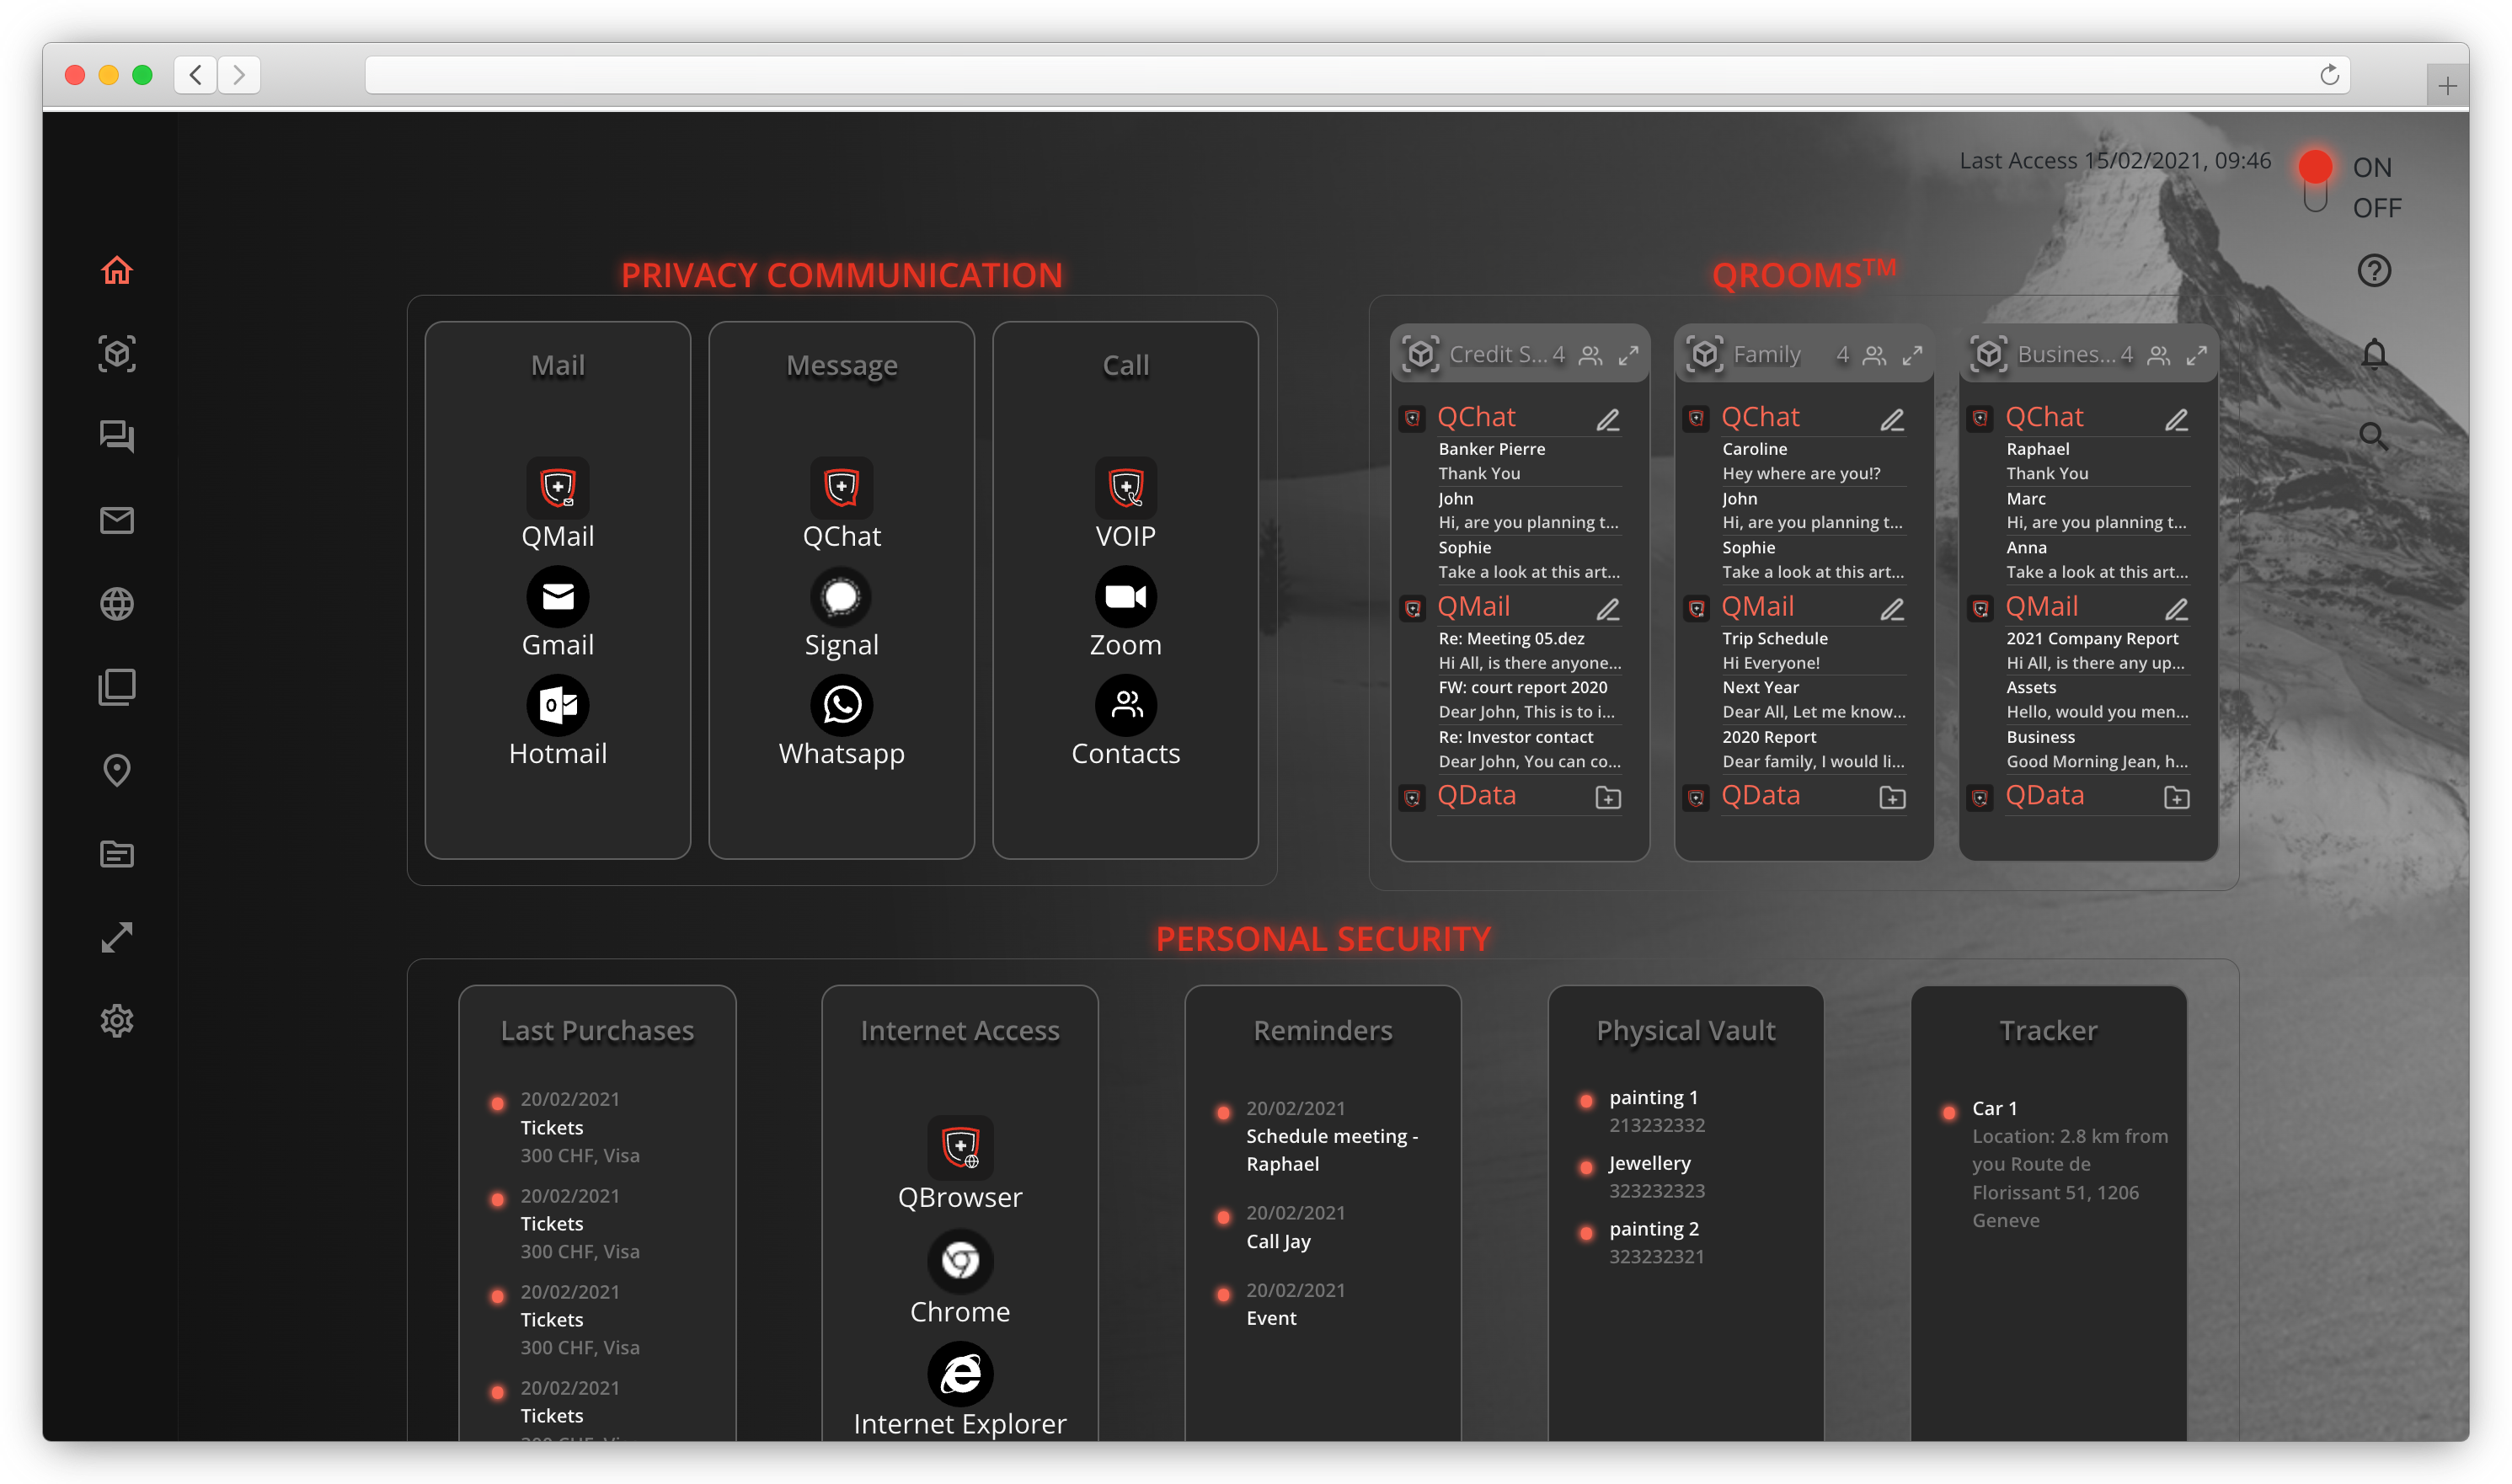 Last Access 15/02/2021, 09:46
ON
OFF
PRIVACY COMMUNICATION
Mail
QMail
Gmail
Hotmail
Message
QChat
Signal
Whatsapp
Call
VOIP
Zoom
Contacts
QROOMS™
Credit S... 4
QChat
Banker Pierre
Thank You
John
Hi, are you planning t...
Sophie
Take a look at this art...
QMail
Re: Meeting 05.dez
Hi All, is there anyone...
FW: court report 2020
Dear John, This is to i...
Re: Investor contact
Dear John, You can co...
QData
Family 4
QChat
Caroline
Hey where are you!?
John
Hi, are you planning t...
Sophie
Take a look at this art...
QMail
Trip Schedule
Hi Everyone!
Next Year
Dear All, Let me know...
2020 Report
Dear family, I would li...
QData
Busines... 4
QChat
Raphael
Thank You
Marc
Hi, are you planning t...
Anna
Take a look at this art...
QMail
2021 Company Report
Hi All, is there any up...
Assets
Hello, would you men...
Business
Good Morning Jean, h...
QData
PERSONAL SECURITY
Last Purchases
20/02/2021
Tickets
300 CHF, Visa
20/02/2021
Tickets
300 CHF, Visa
20/02/2021
Tickets
300 CHF, Visa
20/02/2021
Tickets
Internet Access
QBrowser
Chrome
Internet Explorer
Reminders
20/02/2021
Schedule meeting -
Raphael
20/02/2021
Call Jay
20/02/2021
Event
Physical Vault
painting 1
213232332
Jewellery
323232323
painting 2
323232321
Tracker
Car 1
Location: 2.8 km from
you Route de
Florissant 51, 1206
Geneve